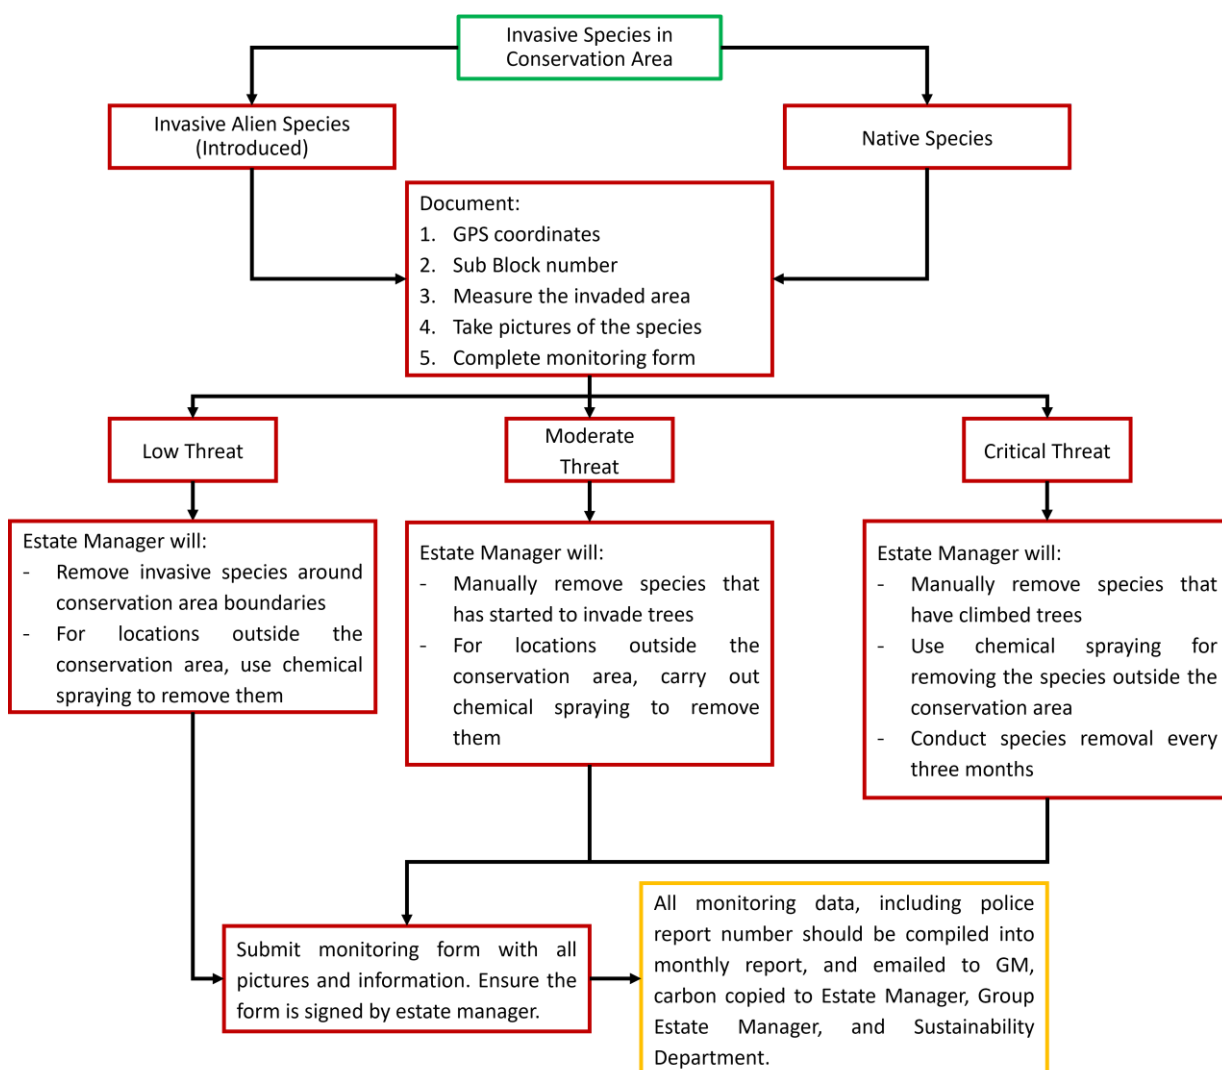 Invasive Species in
Conservation Area
Invasive Alien Species
(Introduced)
Native Species
Document:
1. GPS coordinates
2. Sub Block number
3. Measure the invaded area
4. Take pictures of the species
5. Complete monitoring form
Low Threat
Moderate
Threat
Critical Threat
Estate Manager will:
- Remove invasive species around
conservation area boundaries
- For locations outside the
conservation area, use chemical
spraying to remove them
Estate Manager will:
- Manually remove species that
has started to invade trees
- For locations outside the
conservation area, carry out
chemical spraying to remove
them
Estate Manager will:
- Manually remove species that
have climbed trees
- Use chemical spraying for
removing the species outside the
conservation area
- Conduct species removal every
three months
Submit monitoring form with all
pictures and information. Ensure the
form is signed by estate manager.
All monitoring data, including police
report number should be compiled into
monthly report, and emailed to GM,
carbon copied to Estate Manager, Group
Estate Manager, and Sustainability
Department.